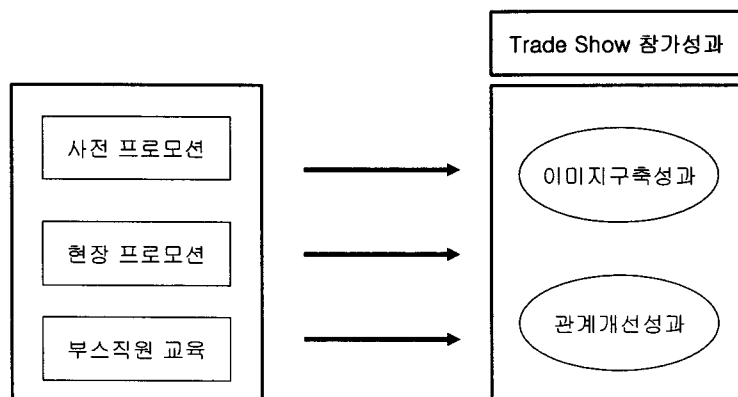 Trade Show 참가성과
사전 프로모션
현장 프로모션
부스직원 교육
이미지구축성과
관계개선성과